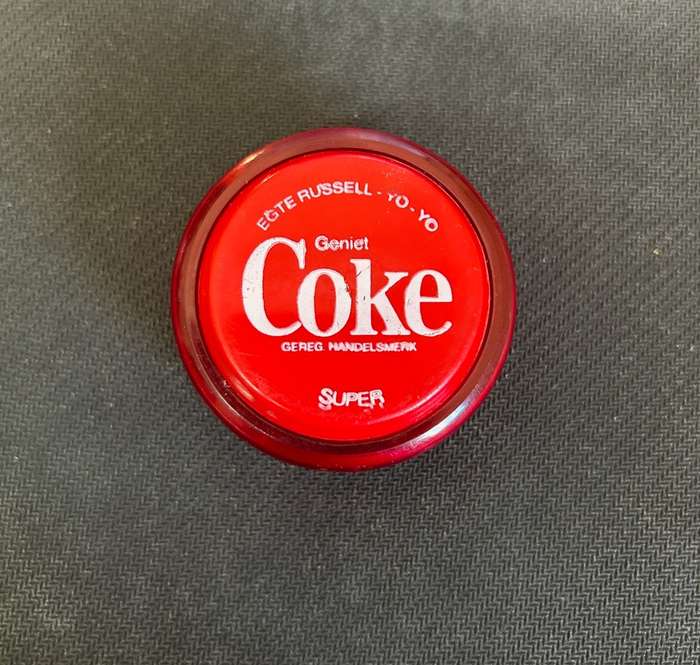 EGTE RUSSELL - YO - YO
Geniet
Coke
GEREG. HANDELSMERK
SUPER